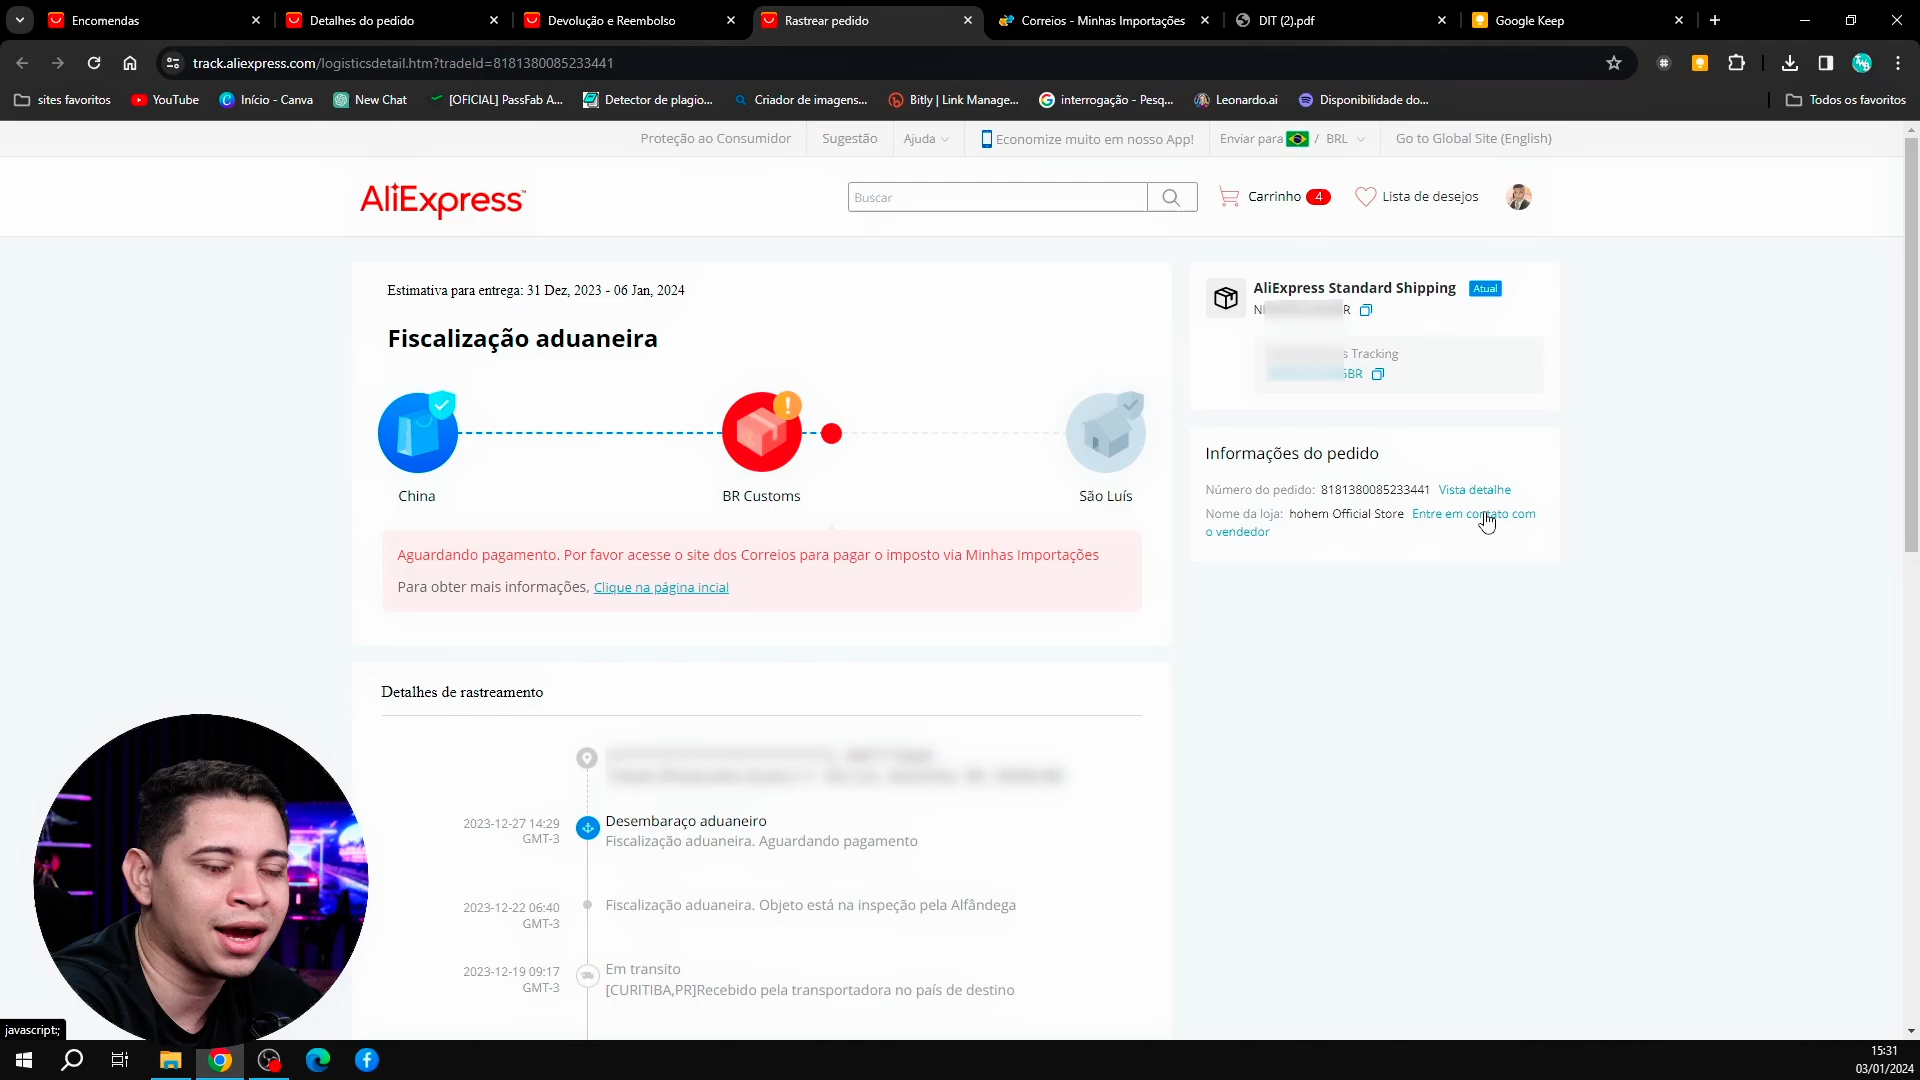 Encomendas
Detalhes do pedido
Devolução e Reembolso
Rastrear pedido
Correios - Minhas Importações
DIT (2).pdf
Google Keep
track.aliexpress.com/logisticsdetail.htm?tradeId=8181380085233441
sites favoritos
YouTube
Início - Canva
New Chat
[OFICIAL] PassFab A...
Detector de plagio...
Criador de imagens...
Bitly | Link Manage...
interrogação - Pesq...
Leonardo.ai
Disponibilidade do...
Todos os favoritos
Proteção ao Consumidor
Sugestão
Ajuda
Economize muito em nosso App!
Enviar para / BRL
Go to Global Site (English)
AliExpress™
Buscar
Carrinho 4
Lista de desejos
Estimativa para entrega: 31 Dez, 2023 - 06 Jan, 2024
Fiscalização aduaneira
China
BR Customs
São Luís
Aguardando pagamento. Por favor acesse o site dos Correios para pagar o imposto via Minhas Importações
Para obter mais informações, Clique na página incial
AliExpress Standard Shipping Atual
Tracking
Informações do pedido
Número do pedido: 8181380085233441 Vista detalhe
Nome da loja: hohem Official Store Entre em contato com
o vendedor
Detalhes de rastreamento
2023-12-27 14:29
GMT-3
Desembaraço aduaneiro
Fiscalização aduaneira. Aguardando pagamento
2023-12-22 06:40
GMT-3
Fiscalização aduaneira. Objeto está na inspeção pela Alfândega
2023-12-19 09:17
GMT-3
Em transito
[CURITIBA,PR]Recebido pela transportadora no país de destino
javascript:;
15:31
03/01/2024